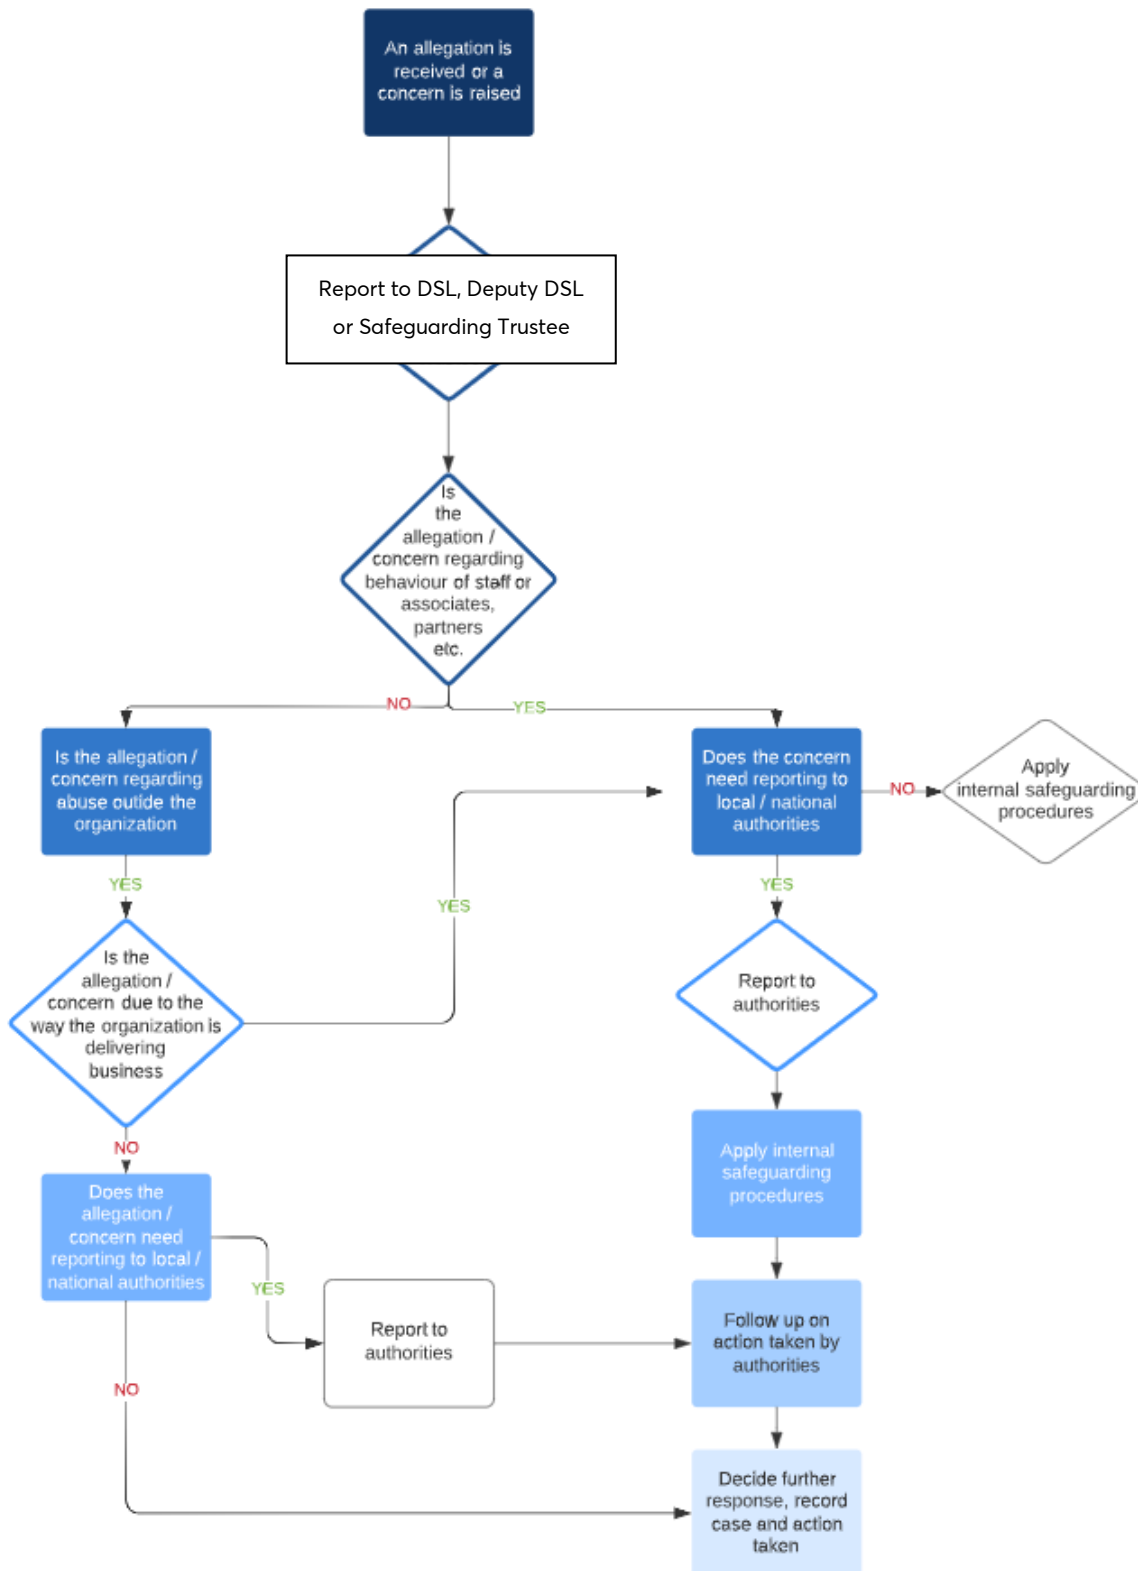 An allegation is
received or a
concern is raised
Report to DSL, Deputy DSL
or Safeguarding Trustee
Is
the
allegation /
concern regarding
behaviour of staff or
associates,
partners
etc.
NO
YES
Is the allegation /
concern regarding
abuse outide the
organization
Does the concern
need reporting to
local / national
authorities
NO
Apply
internal safeguarding
procedures
YES
YES
YES
Is the
allegation /
concern due to the
way the organization is
delivering
business
Report to
authorities
NO
Apply internal
safeguarding
procedures
Does the
allegation /
concern need
reporting to local /
national authorities
YES
Report to
authorities
Follow up on
action taken by
authorities
NO
Decide further
response, record
case and action
taken